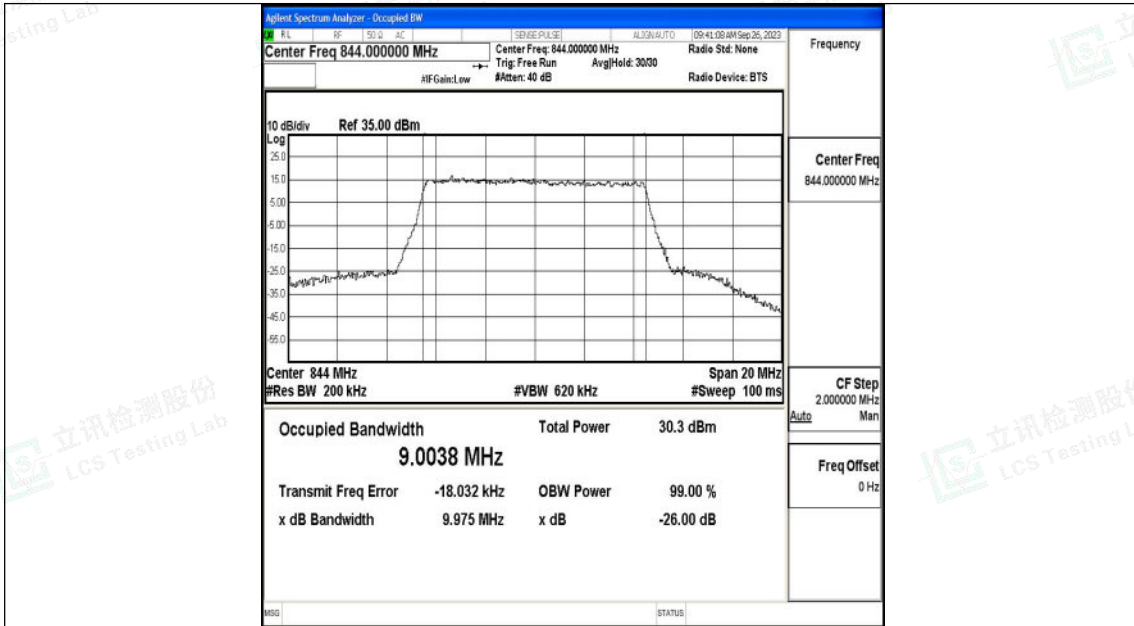 Agilent Spectrum Analyzer - Occupied BW
RL RF 50 Ω AC SENSE:PULSE ALIGNAUTO 09:41:08 AM Sep 26, 2023
Center Freq 844.000000 MHz
Center Freq: 844.000000 MHz
Radio Std: None
Trig: Free Run Avg|Hold: 30/30
#IFGain:Low
#Atten: 40 dB
Radio Device: BTS
Frequency
10 dB/div Ref 35.00 dBm
Log
25.0
15.0
5.00
-5.00
-15.0
-25.0
-35.0
-45.0
-55.0
Center 844 MHz Span 20 MHz
#Res BW 200 kHz #VBW 620 kHz #Sweep 100 ms
Center Freq
844.000000 MHz
CF Step
2.000000 MHz
Auto Man
Freq Offset
0 Hz
Occupied Bandwidth Total Power 30.3 dBm
9.0038 MHz
Transmit Freq Error -18.032 kHz OBW Power 99.00 %
x dB Bandwidth 9.975 MHz x dB -26.00 dB
MSG STATUS
立讯检测股份
LCS Testing Lab
立讯检测股份
LCS Testing L
sting Lab